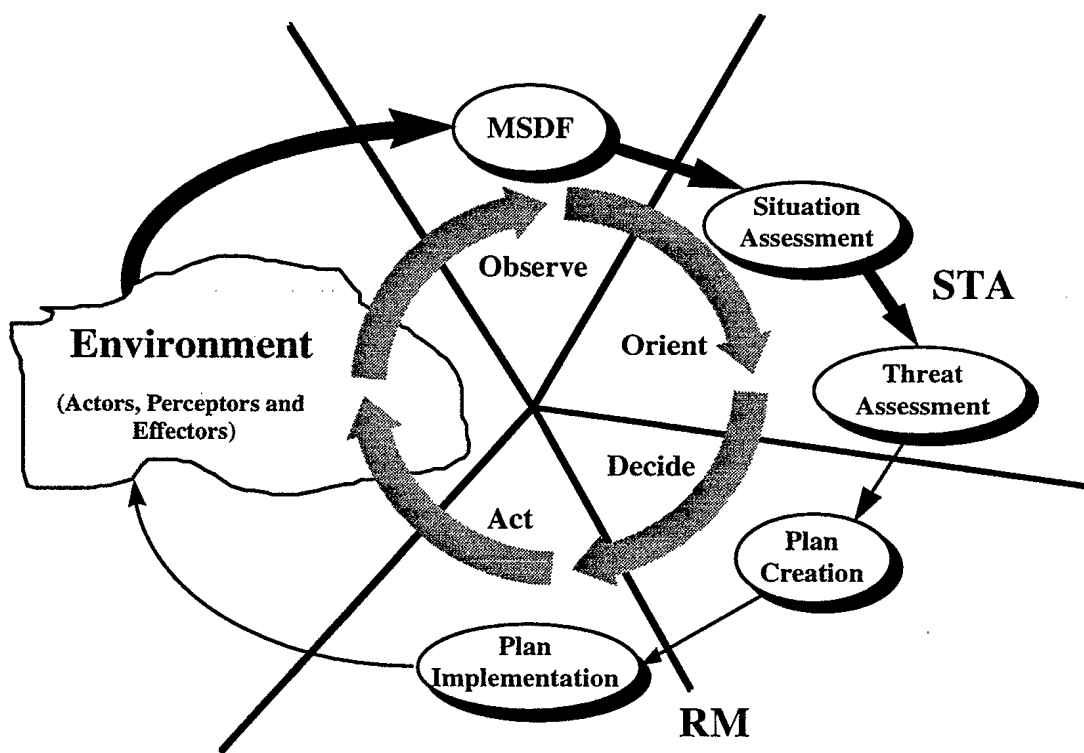 MSDF
Situation
Assessment
STA
Observe
Environment
(Actors, Perceptors and
Effectors)
Orient
Threat
Assessment
Decide
Act
Plan
Creation
Plan
Implementation
RM